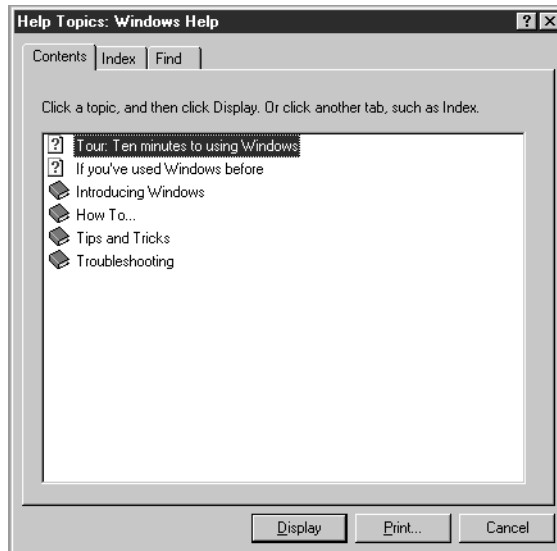 Help Topics: Windows Help
Contents Index Find
Click a topic, and then click Display. Or click another tab, such as Index.
Tour: Ten minutes to using Windows
If you've used Windows before
Introducing Windows
How To...
Tips and Tricks
Troubleshooting
Display Print... Cancel